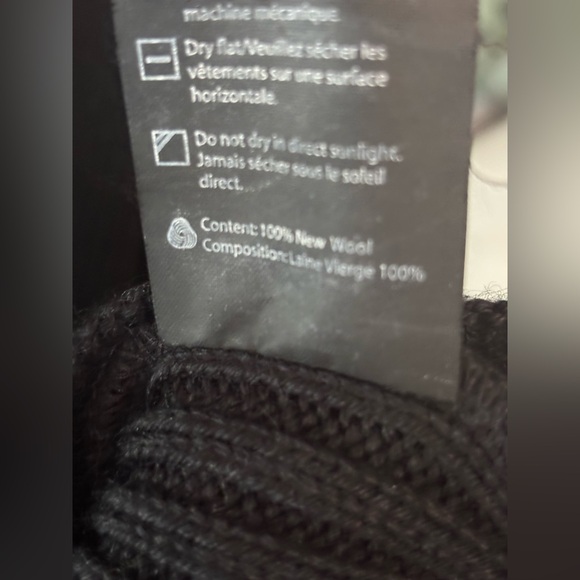 machine mécanique.
Dry flat/Veuillez sécher les
vêtements sur une surface
horizontale.
Do not dry in direct sunlight.
Jamais sécher sous le soleil
direct.
Content: 100% New Wool
Composition: Laine Vierge 100%